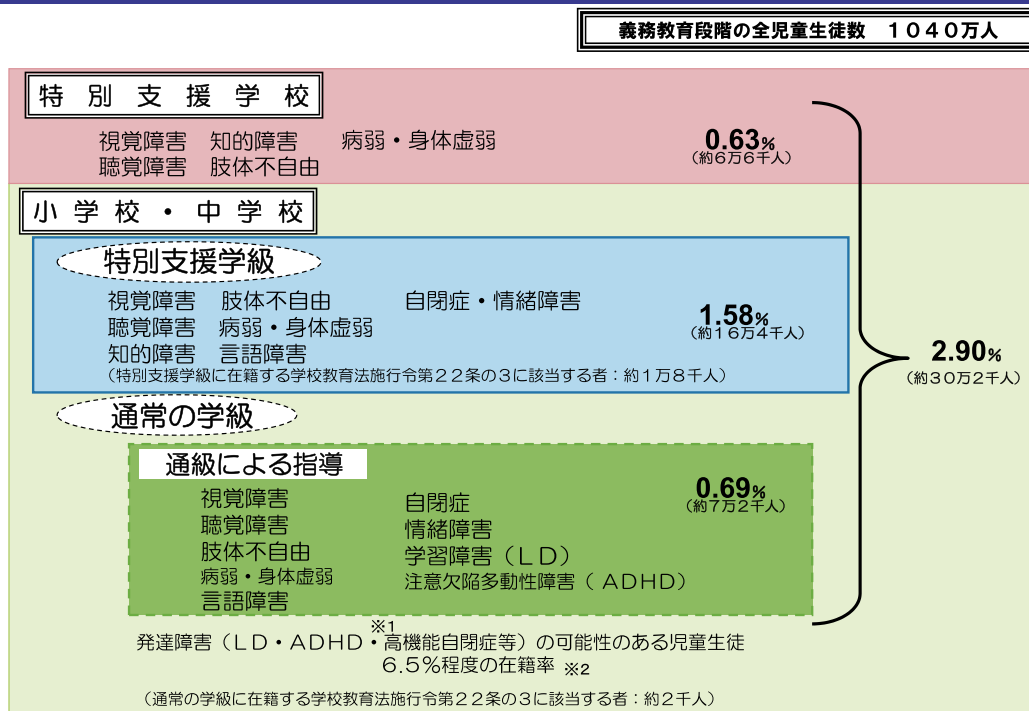 義務教育段階の全児童生徒数　１０４０万人
特別支援学校
視覚障害　知的障害　病弱・身体虚弱
聴覚障害　肢体不自由
0.63%
（約６万６千人）
小学校・中学校
特別支援学級
視覚障害　肢体不自由　自閉症・情緒障害
聴覚障害　病弱・身体虚弱
知的障害　言語障害
1.58%
（約１６万４千人）
（特別支援学級に在籍する学校教育法施行令第２２条の３に該当する者：約１万８千人）
2.90%
（約３０万２千人）
通常の学級
通級による指導
視覚障害　自閉症
聴覚障害　情緒障害
肢体不自由　学習障害（ＬＤ）
病弱・身体虚弱　注意欠陥多動性障害（ ADHD）
言語障害
0.69%
（約７万２千人）
※1
発達障害（ＬＤ・ＡＤＨＤ・高機能自閉症等）の可能性のある児童生徒
6.5%程度の在籍率 ※2
（通常の学級に在籍する学校教育法施行令第２２条の３に該当する者：約２千人）